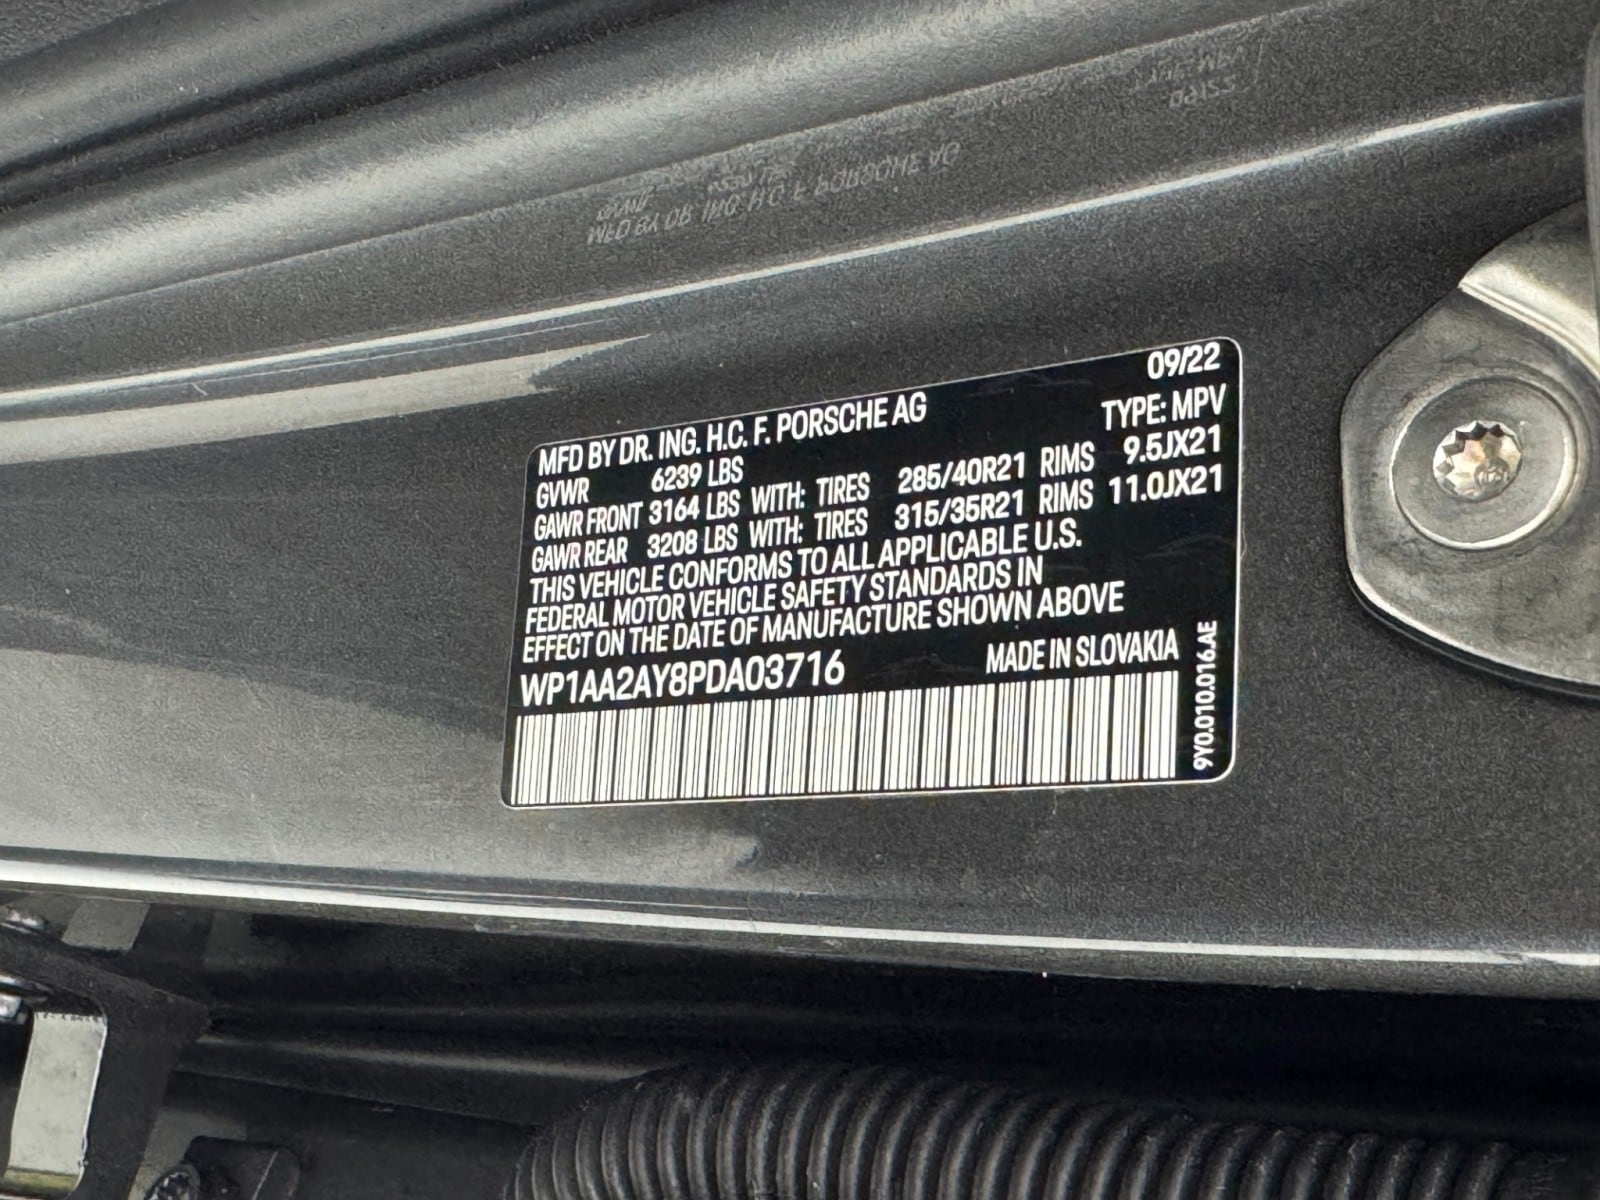 09/22
MFD BY DR. ING. H.C. F. PORSCHE AG TYPE: MPV
GVWR 6239 LBS
GAWR FRONT 3164 LBS WITH: TIRES 285/40R21 RIMS 9.5JX21
GAWR REAR 3208 LBS WITH: TIRES 315/35R21 RIMS 11.0JX21
THIS VEHICLE CONFORMS TO ALL APPLICABLE U.S.
FEDERAL MOTOR VEHICLE SAFETY STANDARDS IN
EFFECT ON THE DATE OF MANUFACTURE SHOWN ABOVE
WP1AA2AY8PDA03716 MADE IN SLOVAKIA
9Y0.010.016.AE